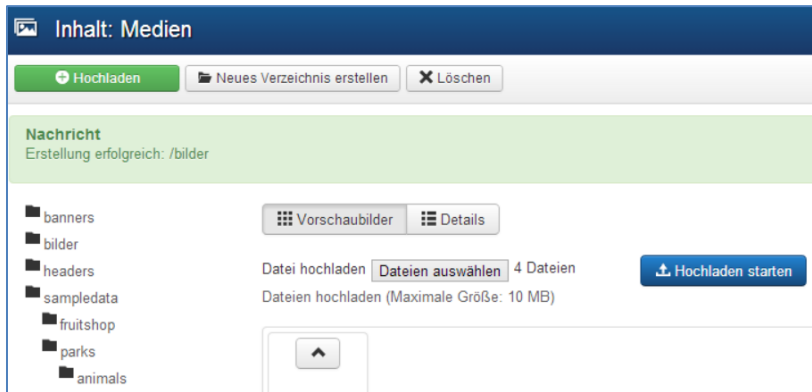 Inhalt: Medien
Hochladen Neues Verzeichnis erstellen Löschen
Nachricht
Erstellung erfolgreich: /bilder
banners
bilder
headers
sampledata
fruitshop
parks
animals
Vorschaubilder Details
Datei hochladen Dateien auswählen 4 Dateien Hochladen starten
Dateien hochladen (Maximale Größe: 10 MB)